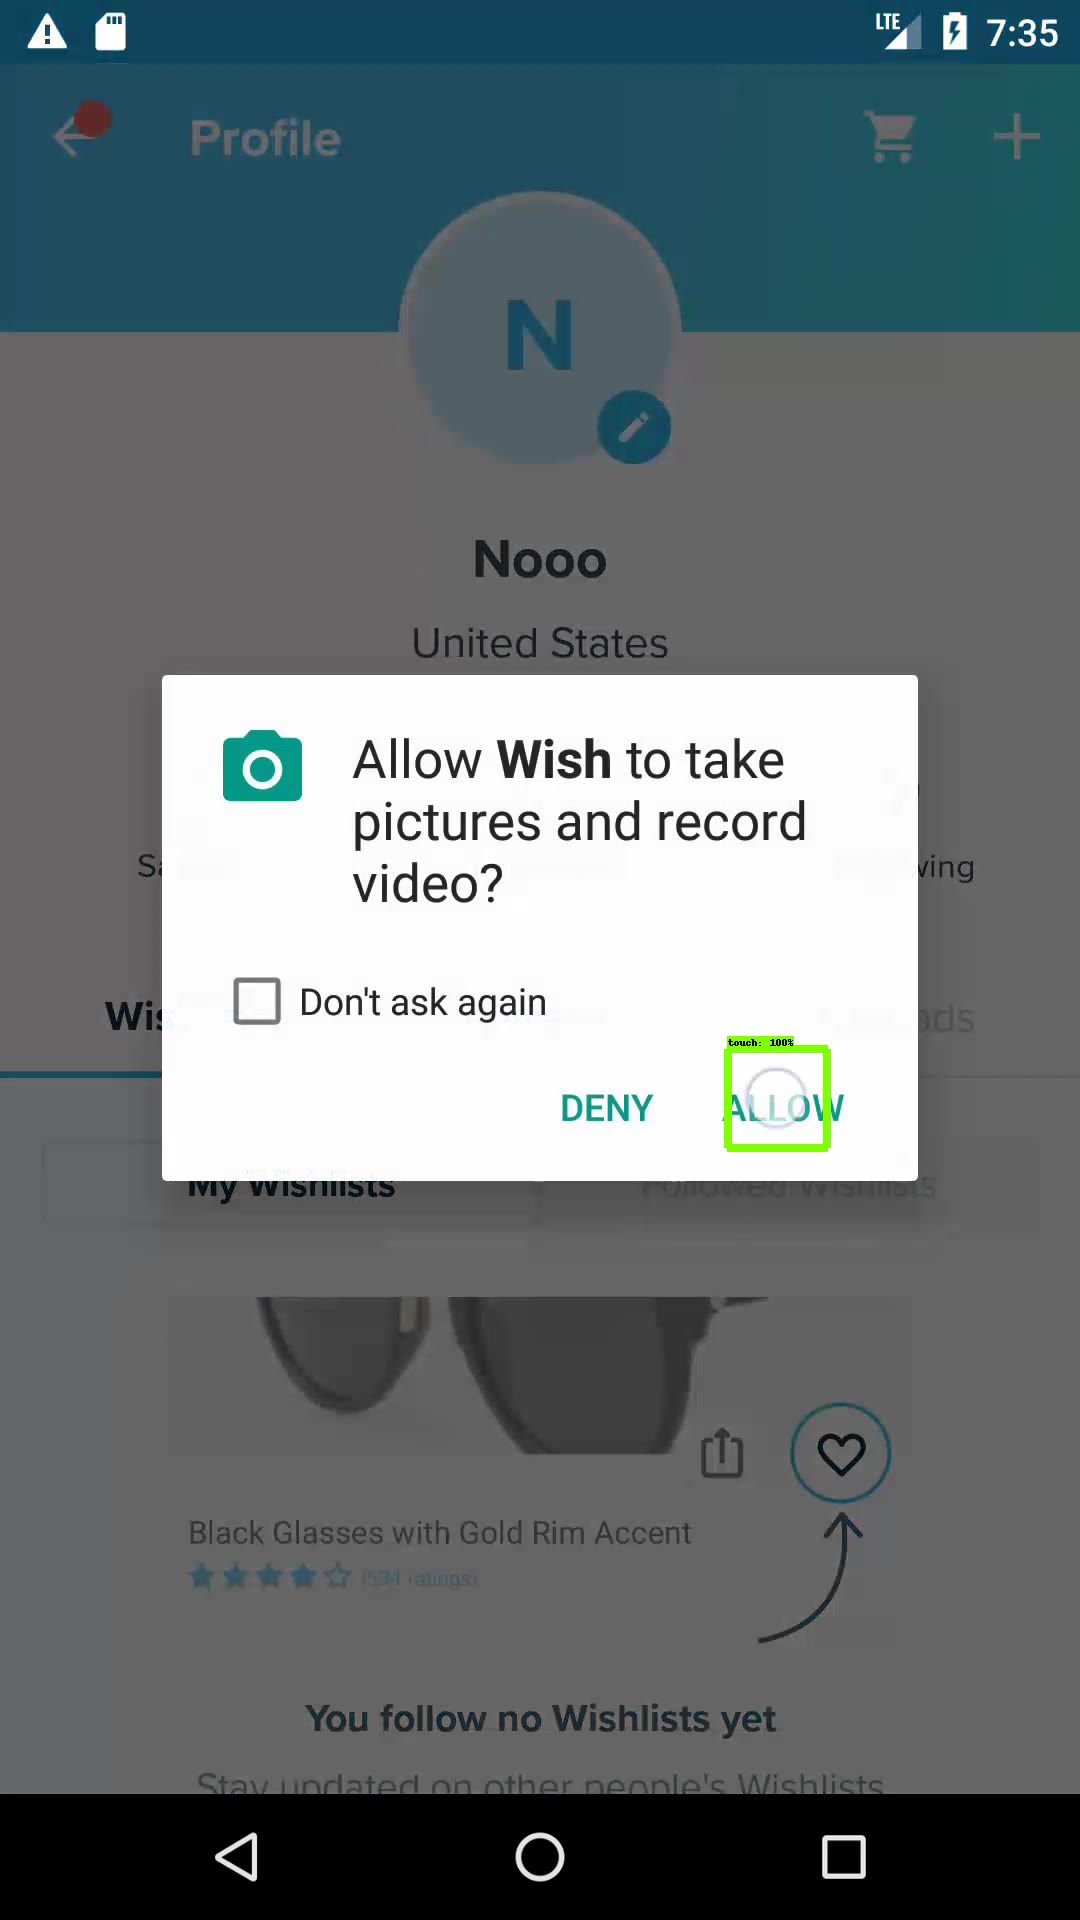 LTE 7:35
Profile
N
Nooo
United States
Allow Wish to take
pictures and record
video?
Sa
wing
Don't ask again
Wis
ads
touch: 100%
DENY ALLOW
My Wishlists Followed Wishlists
Black Glasses with Gold Rim Accent
(534 ratings)
You follow no Wishlists yet
Stay updated on other people's Wishlists